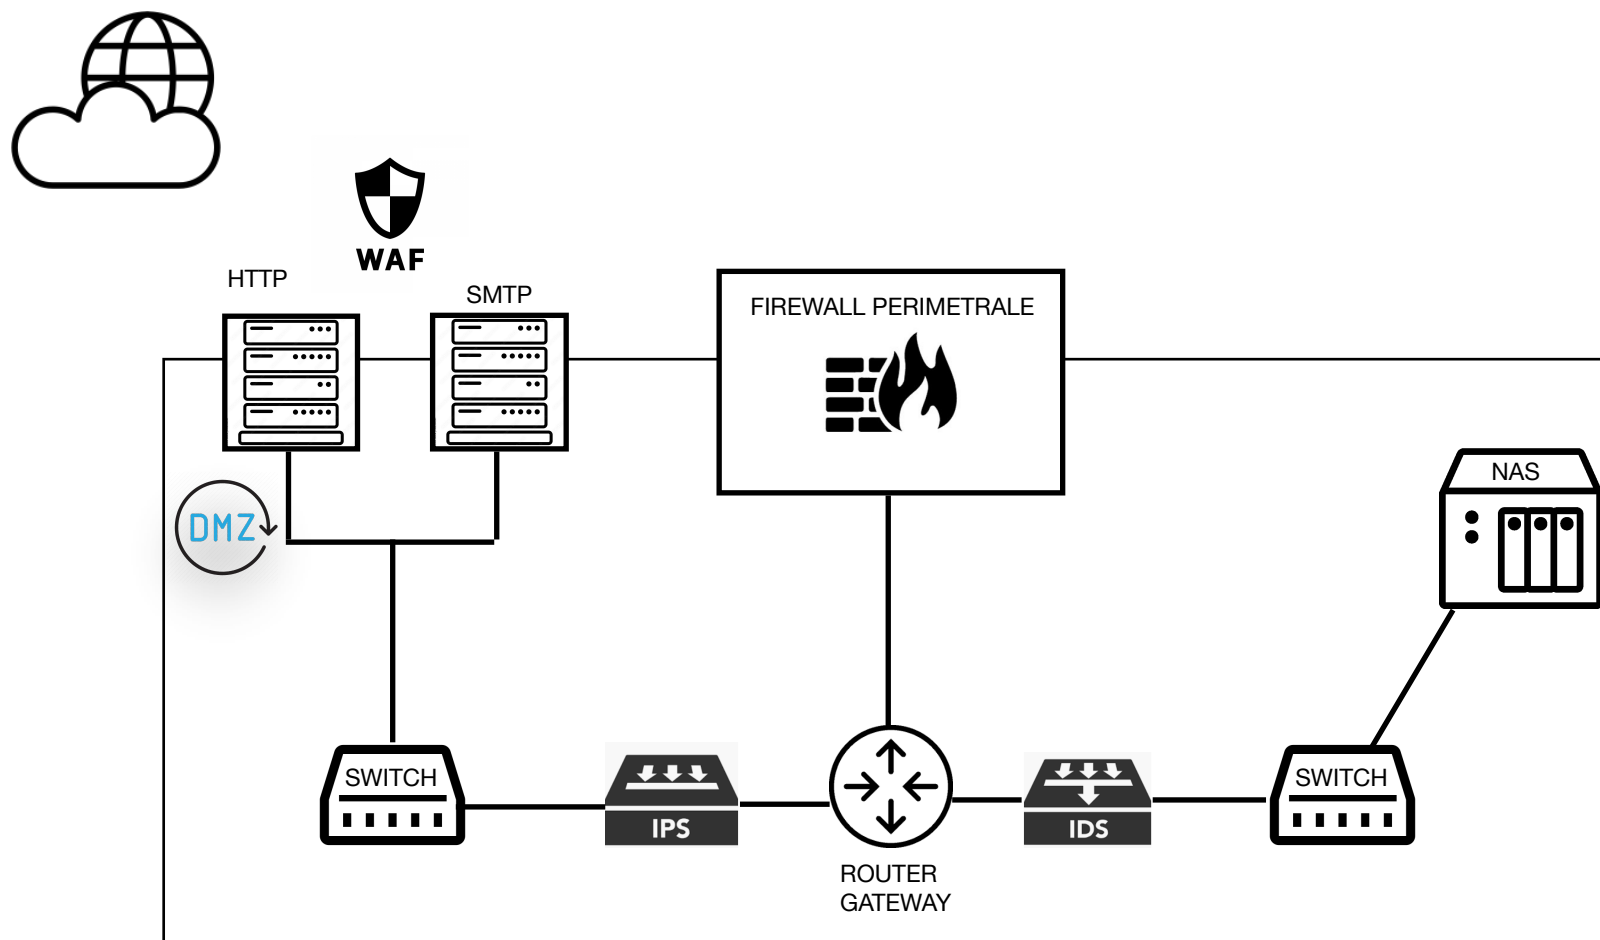 WAF
HTTP
SMTP
FIREWALL PERIMETRALE
NAS
DMZ
SWITCH
IPS
IDS
SWITCH
ROUTER
GATEWAY